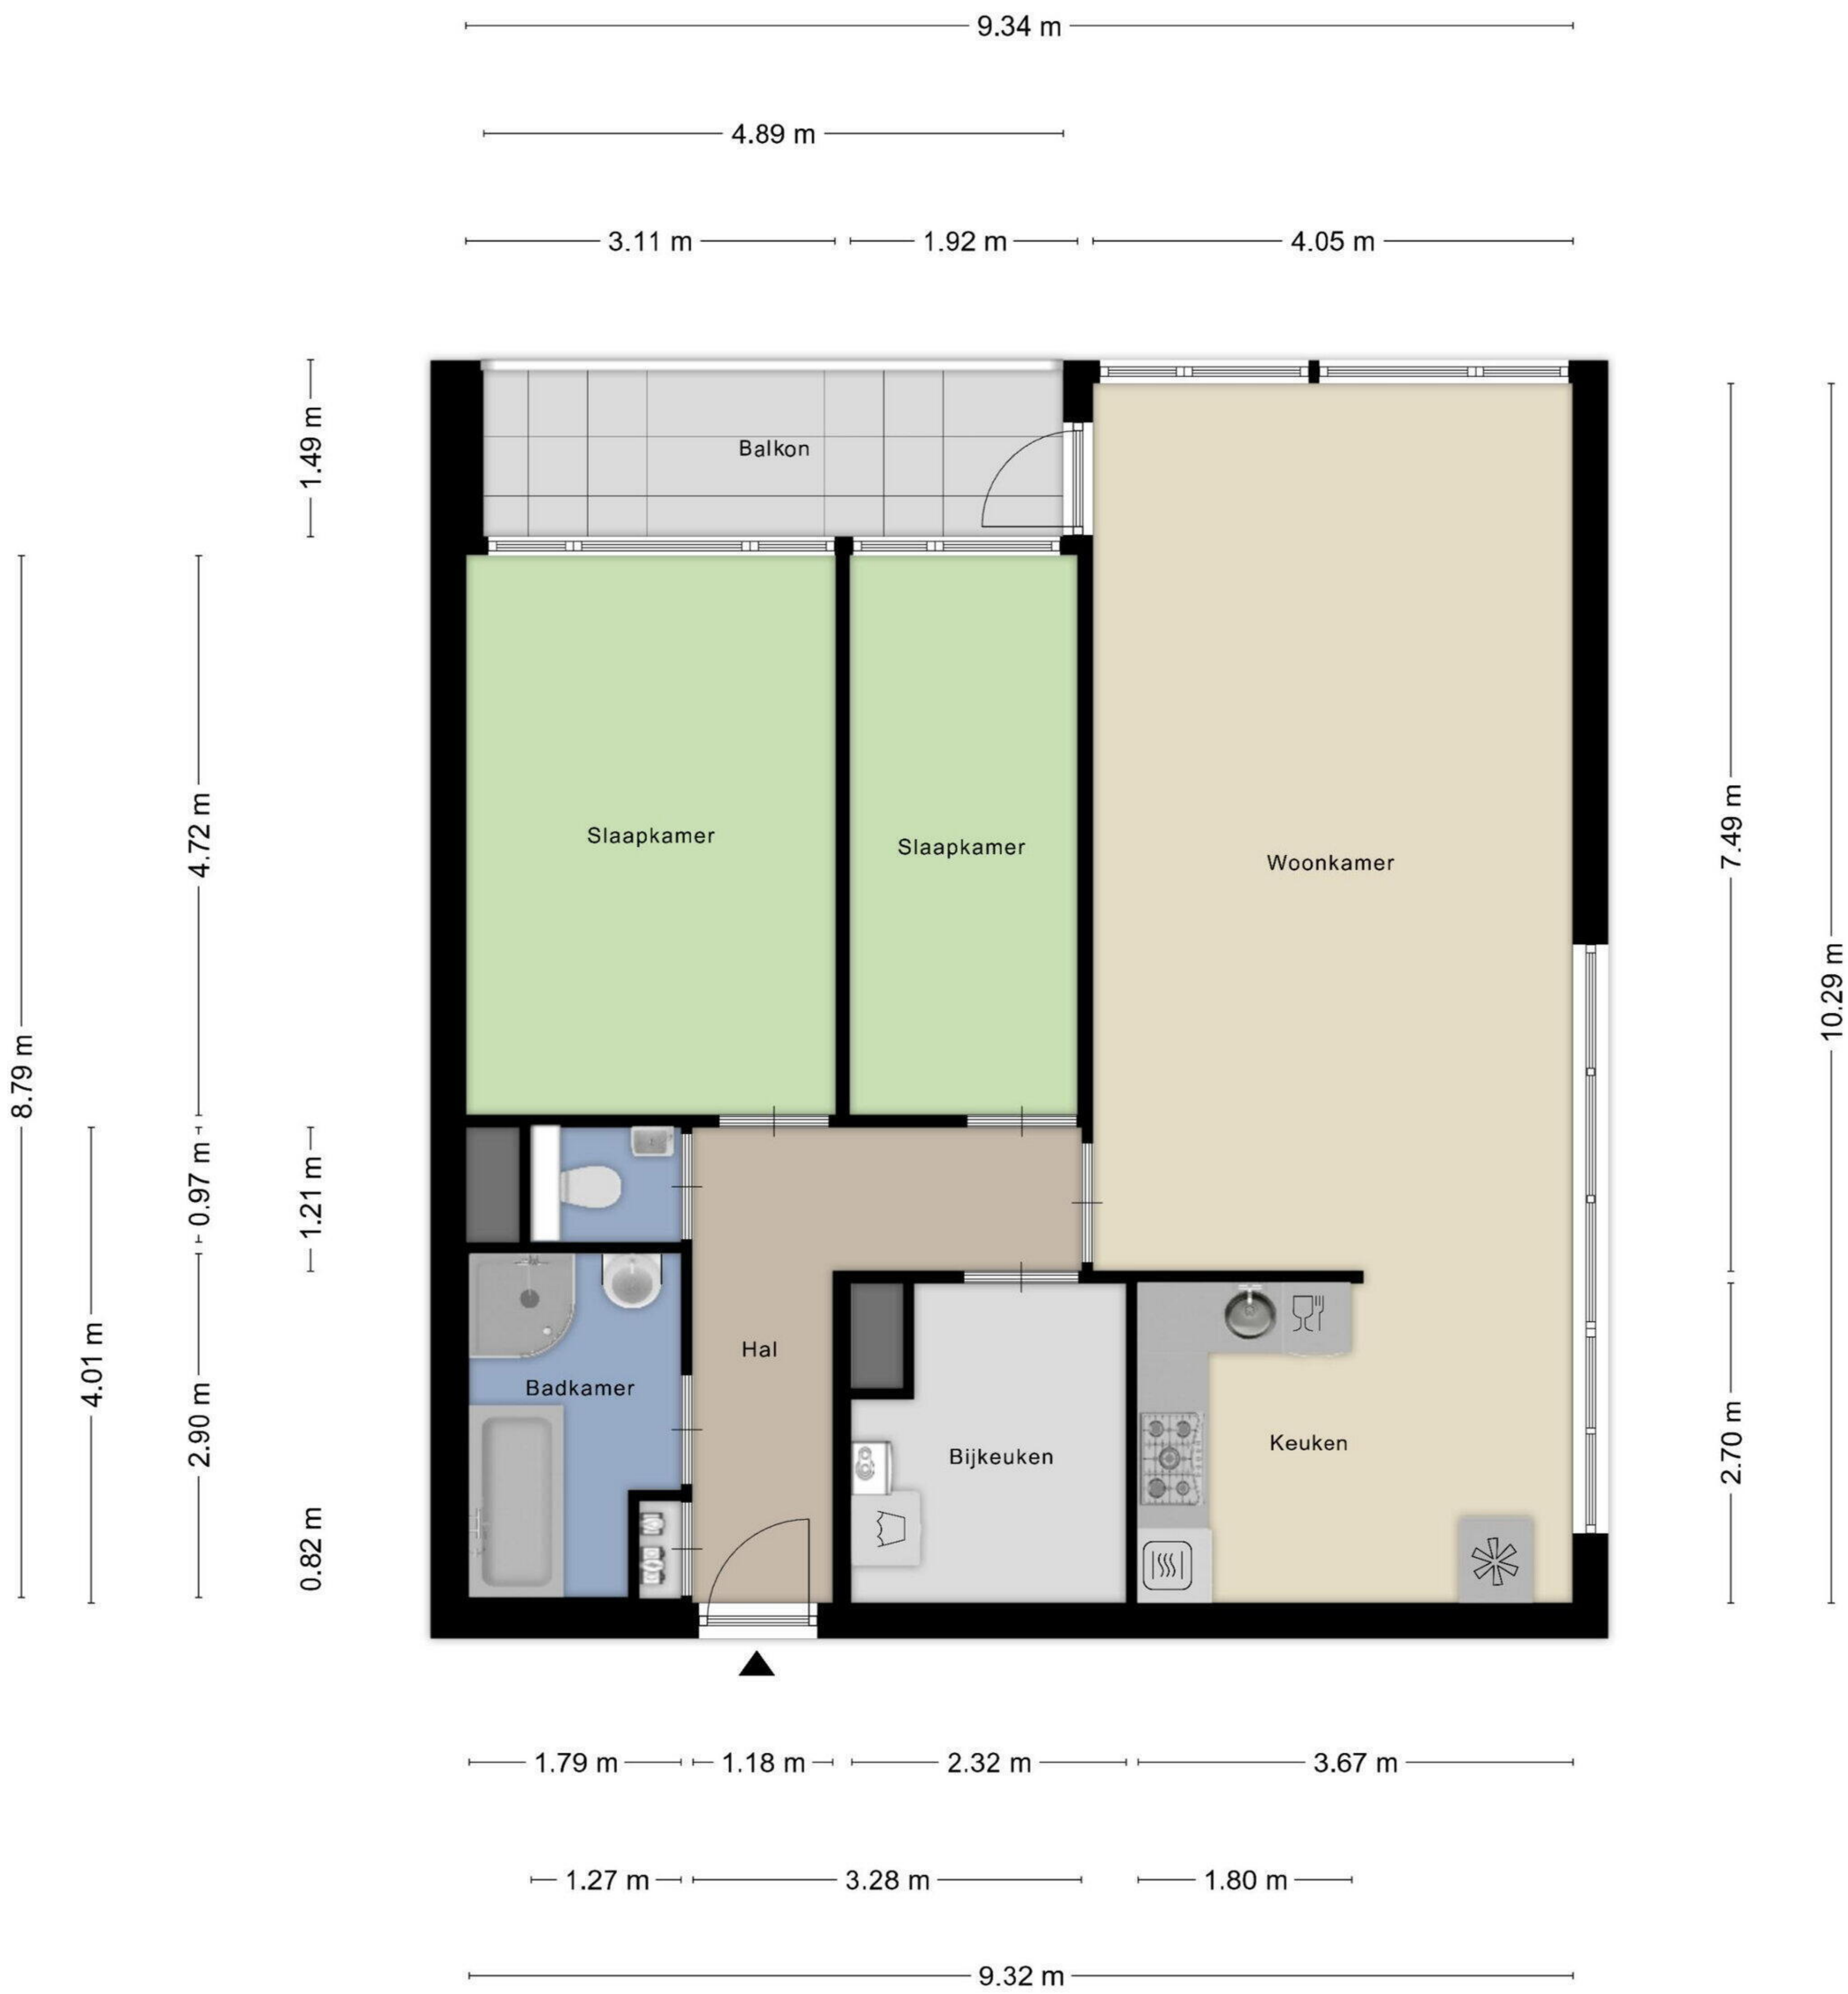 9.34 m
4.89 m
3.11 m
1.92 m
4.05 m
1.49 m
Balkon
4.72 m
7.49 m
Slaapkamer
Slaapkamer
Woonkamer
10.29 m
8.79 m
0.97 m
1.21 m
4.01 m
2.90 m
Hal
Badkamer
Keuken
Bijkeuken
2.70 m
0.82 m
1.79 m
1.18 m
2.32 m
3.67 m
1.27 m
3.28 m
1.80 m
9.32 m